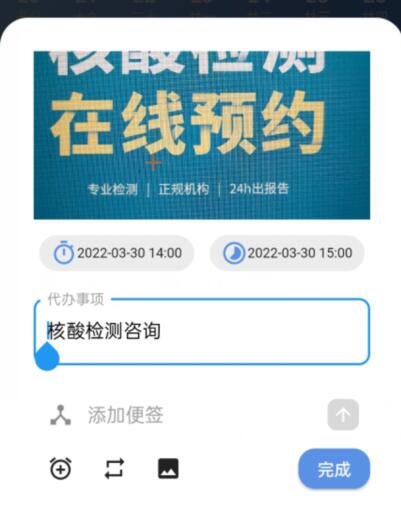 核酸检测
在线预约
专业检测 | 正规机构 | 24h出报告
2022-03-30 14:00
2022-03-30 15:00
代办事项
核酸检测咨询
添加便签
完成